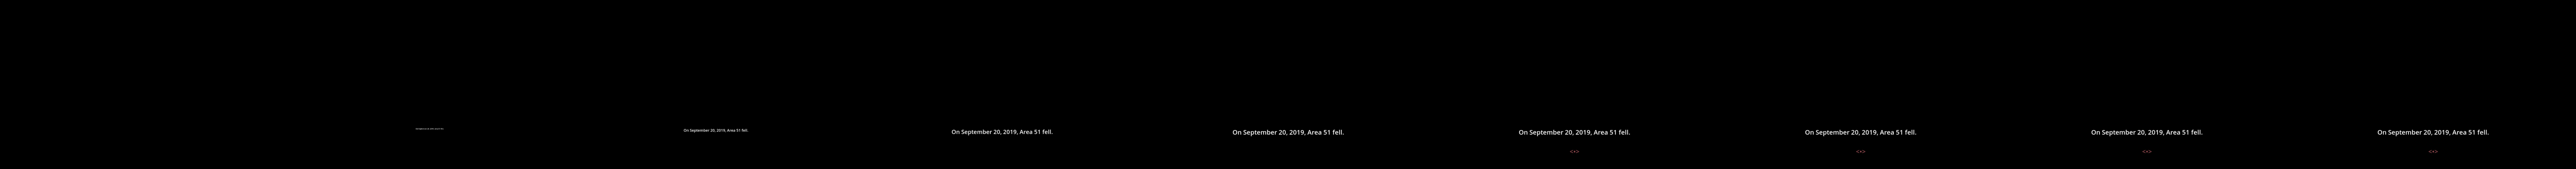 On September 20, 2019, Area 51 fell.
On September 20, 2019, Area 51 fell.
On September 20, 2019, Area 51 fell.
On September 20, 2019, Area 51 fell.
<•>
On September 20, 2019, Area 51 fell.
<•>
On September 20, 2019, Area 51 fell.
<•>
On September 20, 2019, Area 51 fell.
<•>